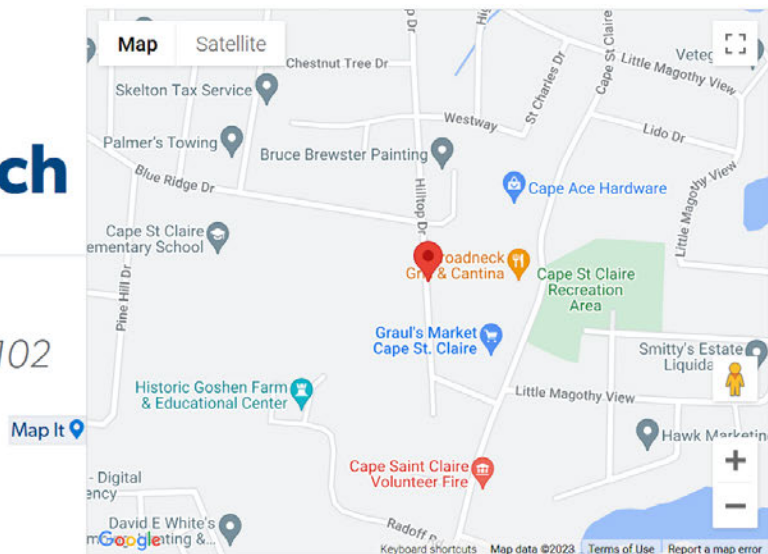 ch
102
Map It
Map Satellite
Chestnut Tree Dr
Skelton Tax Service
Palmer's Towing
Bruce Brewster Painting
Westway
St Charles Dr
Cape St Claire
Little Magothy View
Lido Dr
Blue Ridge Dr
Hilltop Dr
Cape Ace Hardware
Little Magothy View
Cape St Claire
ementary School
Pine Hill Dr
roadneck
& Cantina
Cape St Claire
Recreation
Area
Graul's Market
Cape St. Claire
Smitty's Estate
Liquida
Historic Goshen Farm
& Educational Center
Little Magothy View
Hawk Marketin
Cape Saint Claire
Volunteer Fire
- Digital
ency
David E White's
Google
Radoff
Keyboard shortcuts Map data ©2023 Terms of Use Report a map error